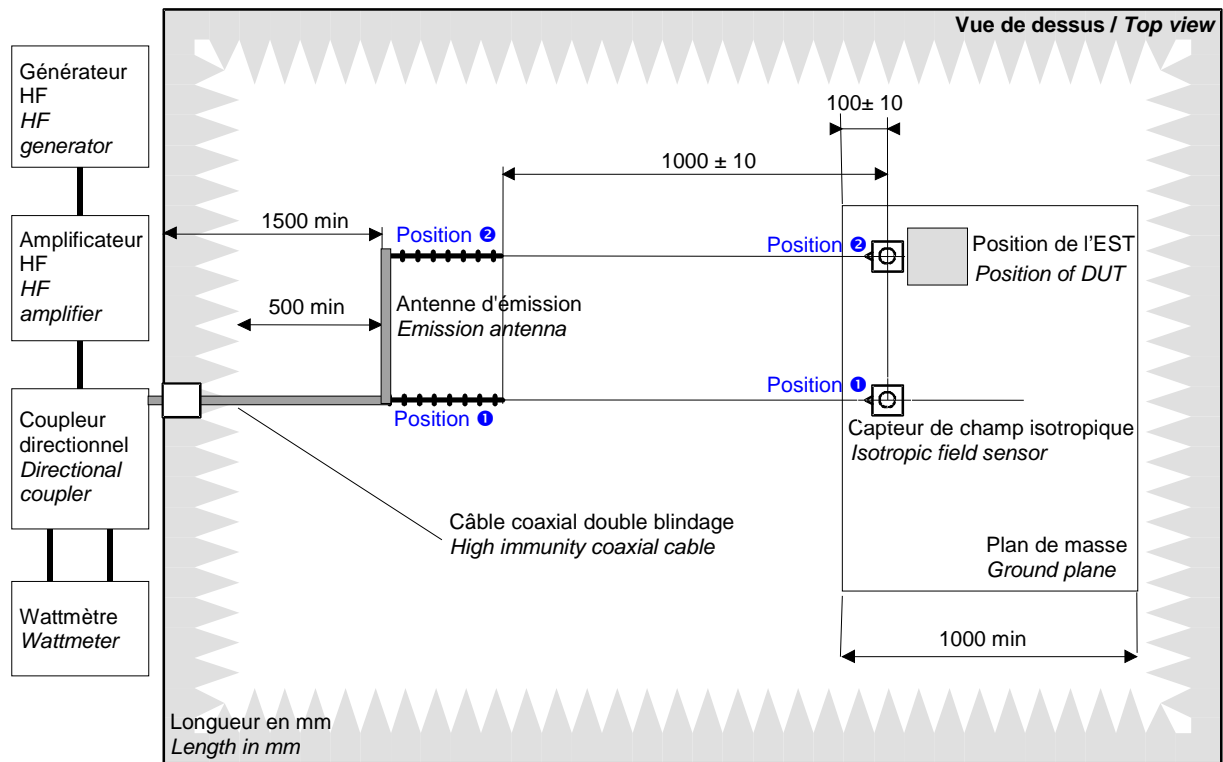 Vue de dessus / Top view
Générateur
HF
HF
generator
Amplificateur
HF
HF
amplifier
Coupleur
directionnel
Directional
coupler
Wattmètre
Wattmeter
100± 10
1000 ± 10
1500 min
Position ❷
Position ❷
Position de l'EST
Position of DUT
500 min
Antenne d'émission
Emission antenna
Position ❶
Position ❶
Capteur de champ isotropique
Isotropic field sensor
Câble coaxial double blindage
High immunity coaxial cable
Plan de masse
Ground plane
1000 min
Longueur en mm
Length in mm